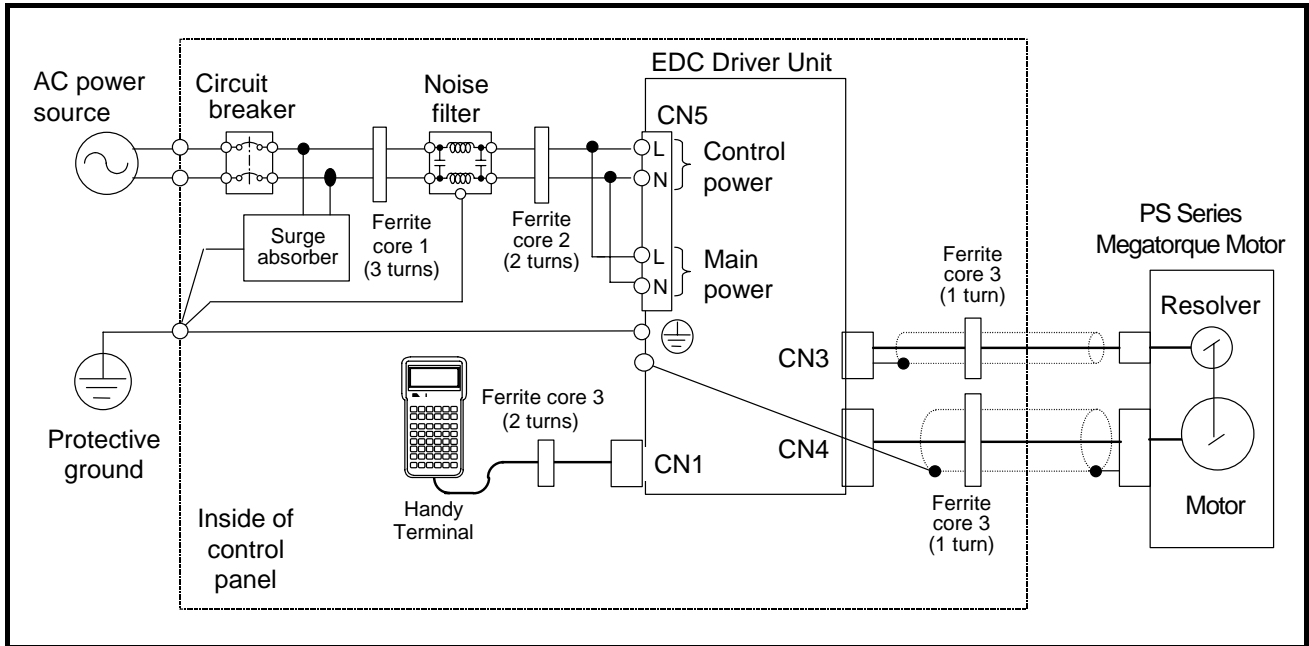 AC power
source
Circuit
breaker
Noise
filter
EDC Driver Unit
CN5
L
N
Control
power
L
N
Main
power
Surge
absorber
Ferrite
core 1
(3 turns)
Ferrite
core 2
(2 turns)
Protective
ground
Handy
Terminal
Ferrite core 3
(2 turns)
CN1
CN3
CN4
Ferrite
core 3
(1 turn)
Ferrite
core 3
(1 turn)
PS Series
Megatorque Motor
Resolver
Motor
Inside of
control
panel